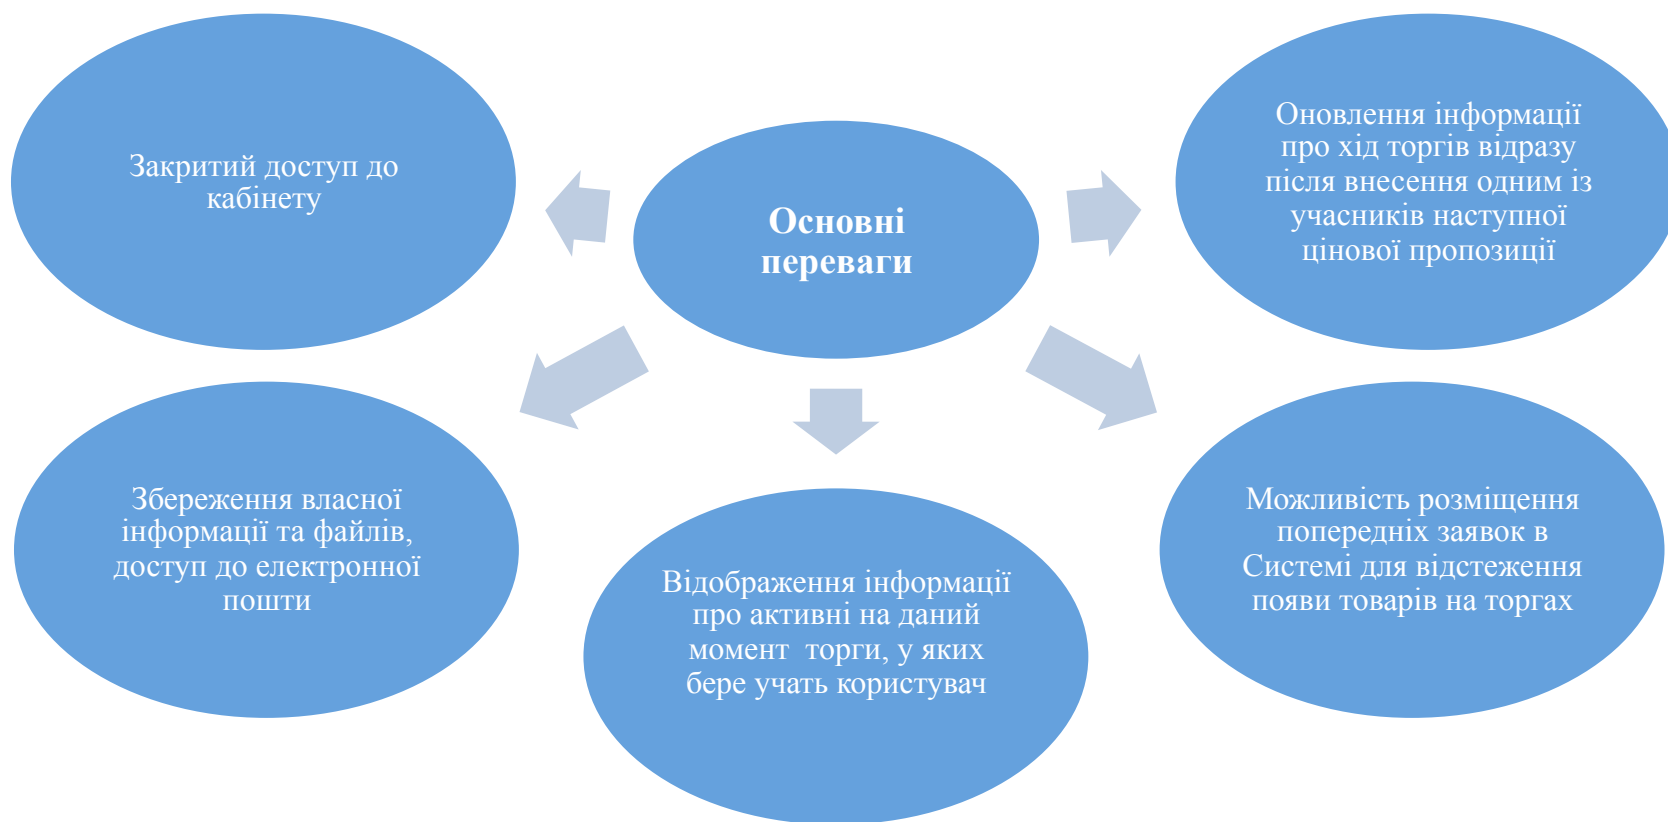 Закритий доступ до
кабінету
Основні
переваги
Оновлення інформації
про хід торгів відразу
після внесення одним із
учасників наступної
цінової пропозиції
Збереження власної
інформації та файлів,
доступ до електронної
пошти
Відображення інформації
про активні на даний
момент  торги, у яких
бере учать користувач
Можливість розміщення
попередніх заявок в
Системі для відстеження
появи товарів на торгах